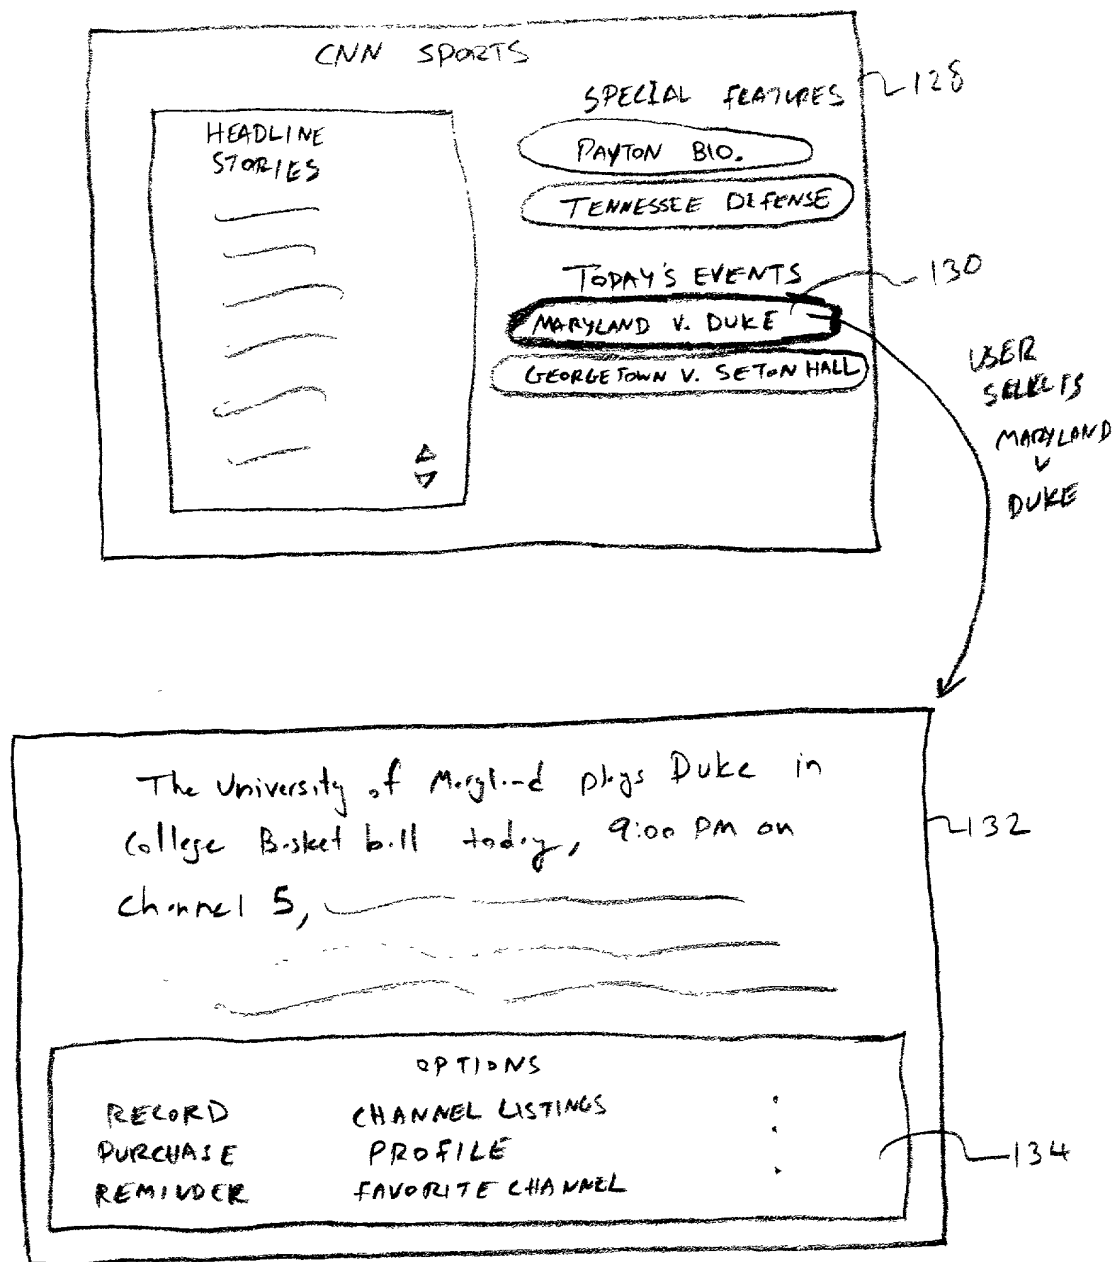 CNN SPORTS
128
HEADLINE
STORIES
SPECIAL FEATURES
PAYTON BIO.
TENNESSEE DEFENSE
TODAY'S EVENTS
130
MARYLAND V. DUKE
GEORGETOWN V. SETON HALL
USER
SELECTS
MARYLAND
V
DUKE
The University of Maryland plays Duke in
College Basketball today, 9:00 PM on
Channel 5,
132
OPTIONS
RECORD CHANNEL LISTINGS
PURCHASE PROFILE
REMINDER FAVORITE CHANNEL
134